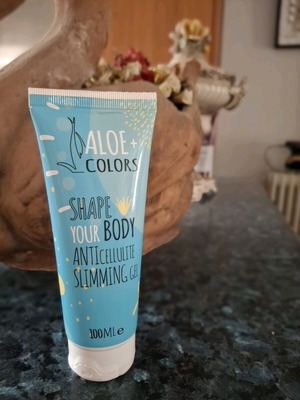 ALOE+
COLORS
SHAPE
YOUR BODY
ANTICELLULITE
SLIMMING GEL
100ML e